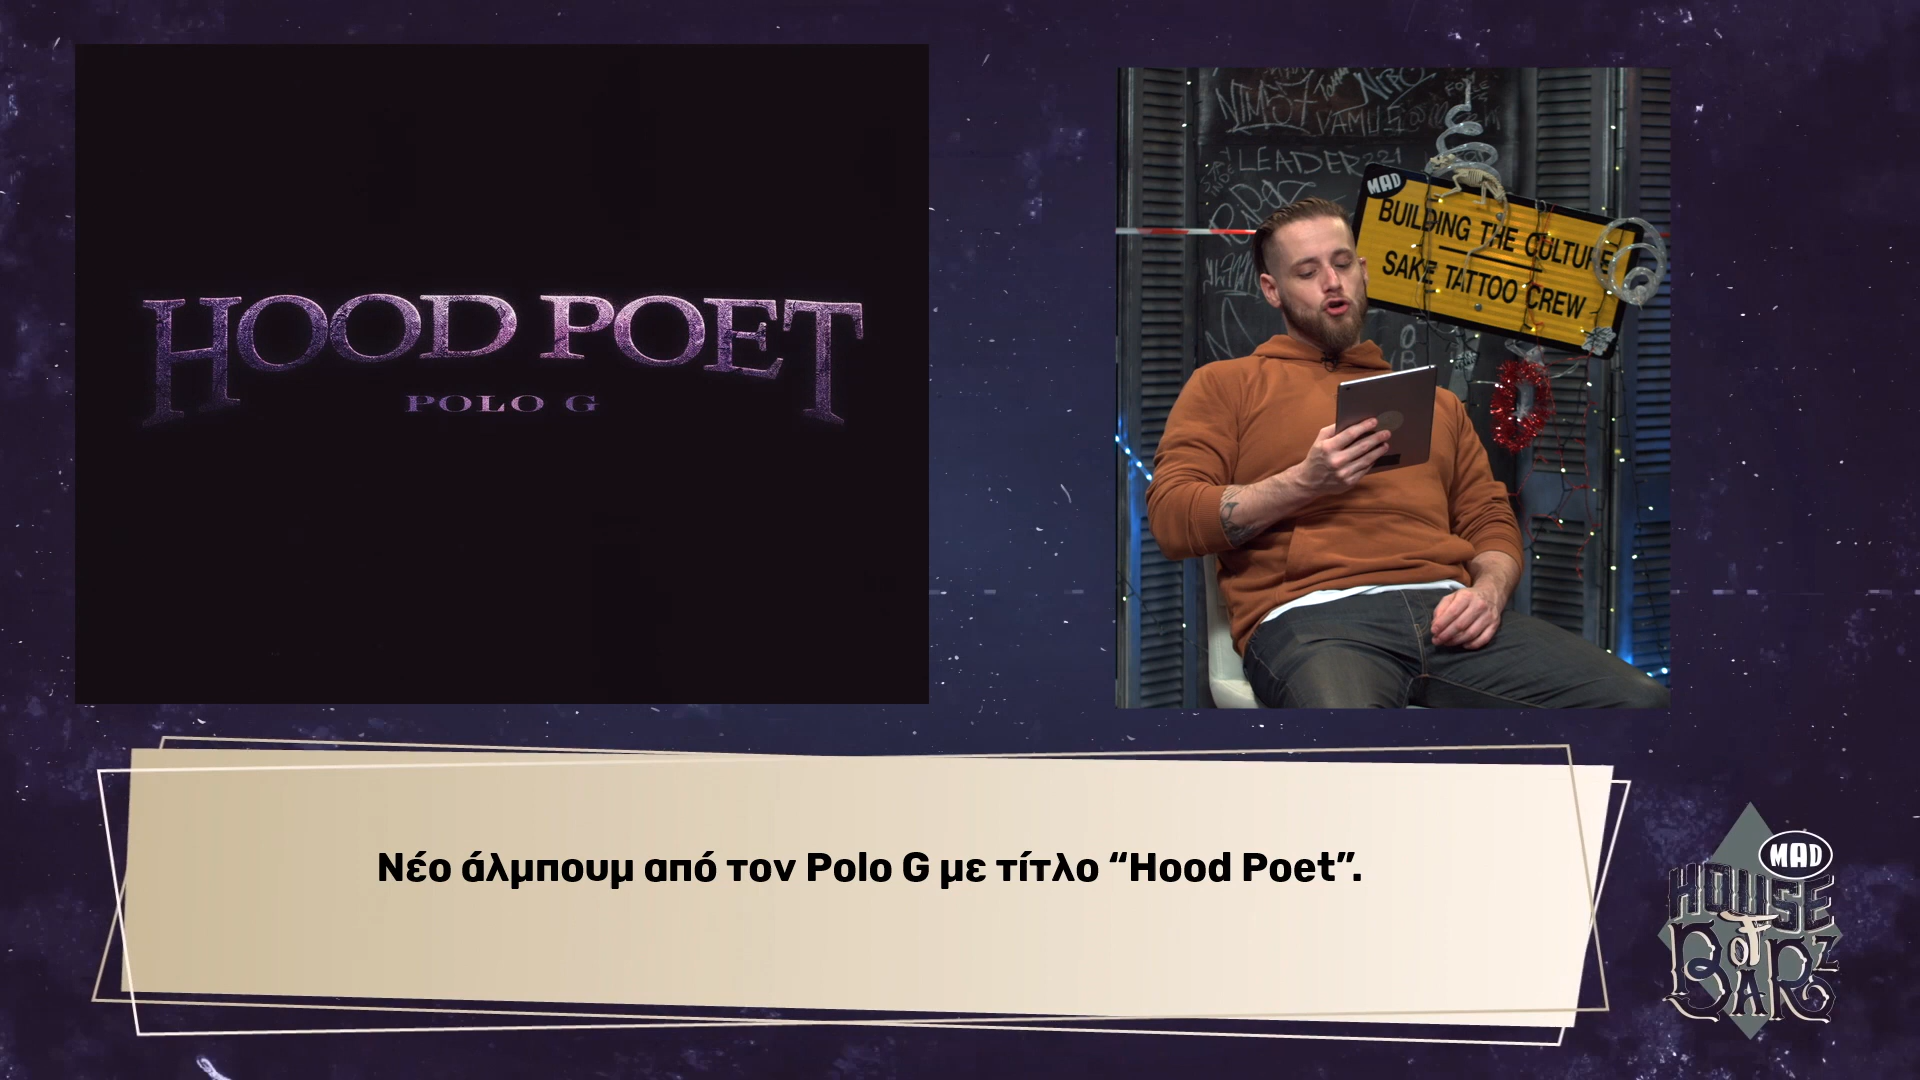 HOOD POET
POLO G
LEADER
MAD
BUILDING THE CULTURE
SAKE TATTOO CREW
Νέο άλμπουμ από τον Polo G με τίτλο “Hood Poet”.
MAD
HOUSE
OF
BARZ